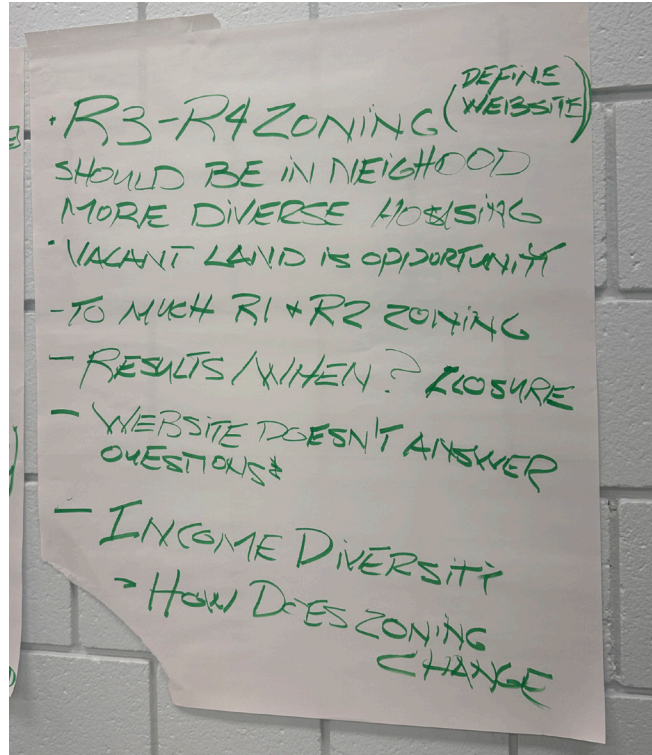 • R3-R4 ZONING (DEFINE
WEBSITE)
SHOULD BE IN NEIGHOOD
MORE DIVERSE HOUSING
• VACANT LAND IS OPPORTUNITY
- TO MUCH R1 + R2 ZONING
- RESULTS/WHEN? CLOSURE
- WEBSITE DOESN'T ANSWER
QUESTIONS
- INCOME DIVERSITY
> HOW DOES ZONING
CHANGE